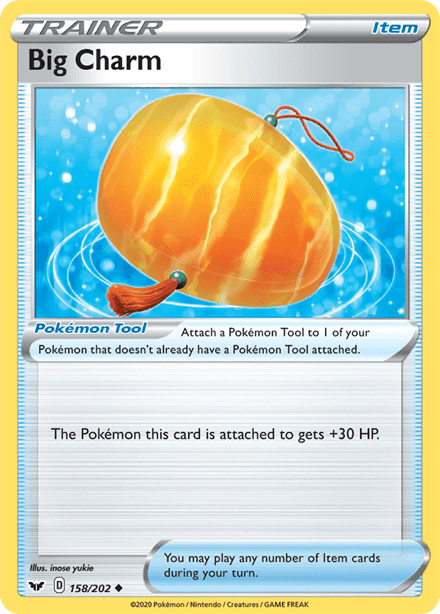 TRAINER Item
Big Charm
Pokémon Tool Attach a Pokémon Tool to 1 of your
Pokémon that doesn't already have a Pokémon Tool attached.
The Pokémon this card is attached to gets +30 HP.
You may play any number of Item cards
during your turn.
Illus. inose yukie
D 158/202
©2020 Pokémon / Nintendo / Creatures / GAME FREAK